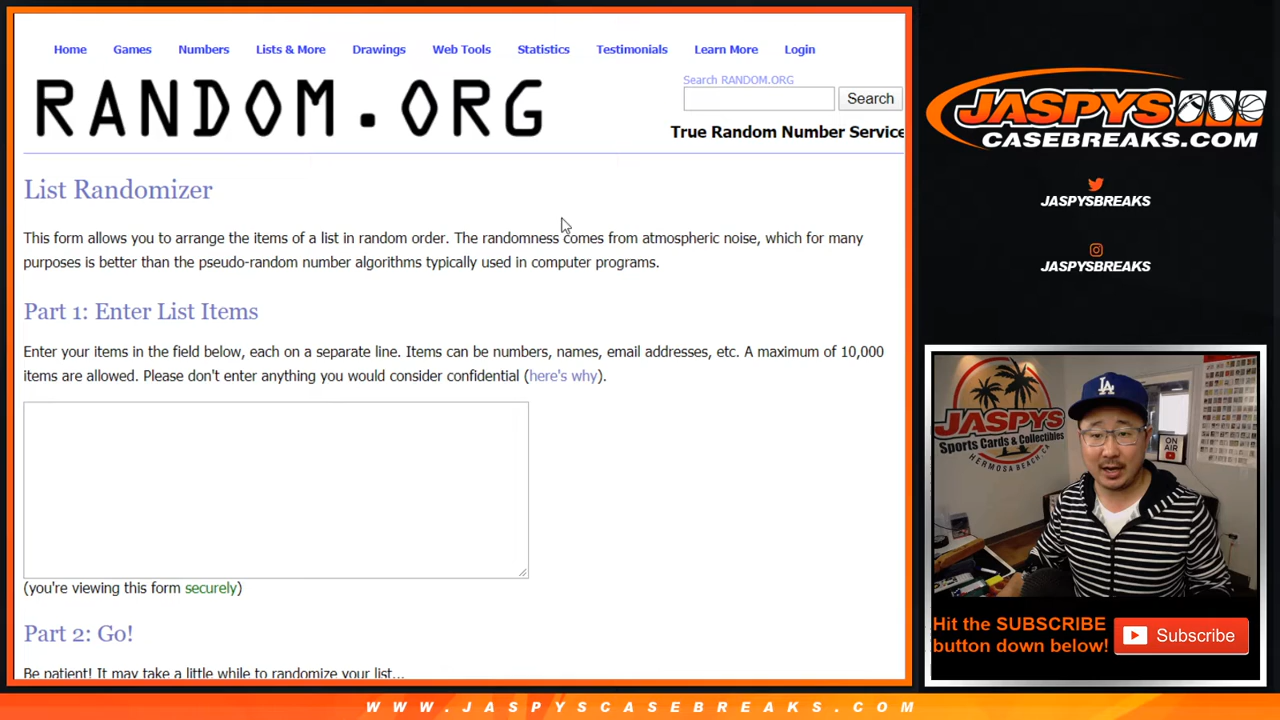 Home Games Numbers Lists & More Drawings Web Tools Statistics Testimonials Learn More Login
RANDOM.ORG
Search RANDOM.ORG
Search
True Random Number Service
List Randomizer
This form allows you to arrange the items of a list in random order. The randomness comes from atmospheric noise, which for many
purposes is better than the pseudo-random number algorithms typically used in computer programs.
Part 1: Enter List Items
Enter your items in the field below, each on a separate line. Items can be numbers, names, email addresses, etc. A maximum of 10,000
items are allowed. Please don't enter anything you would consider confidential (here's why).
(you're viewing this form securely)
Part 2: Go!
Be patient! It may take a little while to randomize your list...
JASPYS
CASEBREAKS.COM
JASPYSBREAKS
JASPYSBREAKS
JASPYS
Sports Cards & Collectibles
HERMOSA BEACH, CA
LA
ON
AIR
Hit the SUBSCRIBE
button down below!
Subscribe
WWW.JASPYSCASEBREAKS.COM